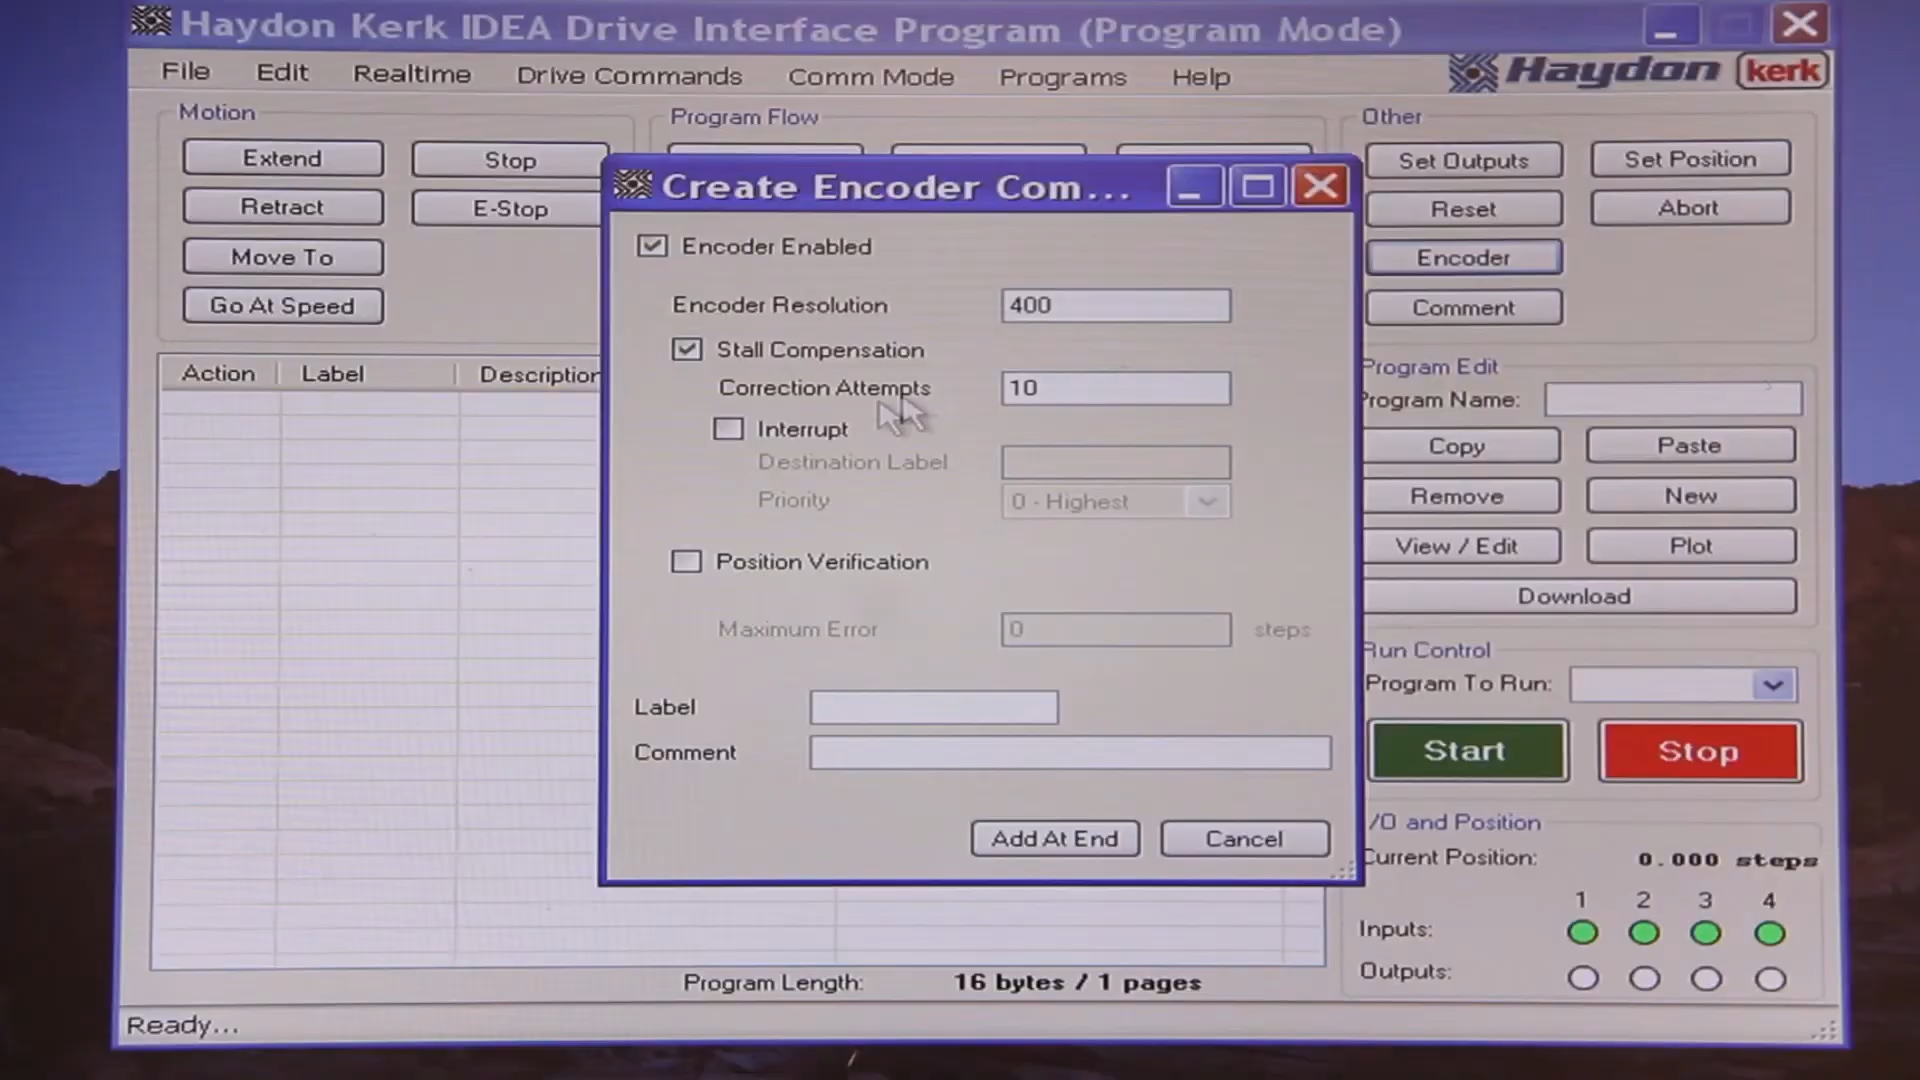 Haydon Kerk IDEA Drive Interface Program (Program Mode)
File Edit Realtime Drive Commands Comm Mode Programs Help
Haydon kerk
Motion
Extend
Stop
Retract
E-Stop
Move To
Go At Speed
Program Flow
Other
Set Outputs
Set Position
Reset
Abort
Encoder
Comment
Action Label Description
Create Encoder Com...
Encoder Enabled
Encoder Resolution 400
Stall Compensation
Correction Attempts 10
Interrupt
Destination Label
Priority 0 - Highest
Position Verification
Maximum Error 0 steps
Label
Comment
Add At End
Cancel
Program Edit
Program Name:
Copy
Paste
Remove
New
View / Edit
Plot
Download
Run Control
Program To Run:
Start
Stop
/O and Position
Current Position: 0.000 steps
1 2 3 4
Inputs:
Outputs:
Program Length: 16 bytes / 1 pages
Ready...